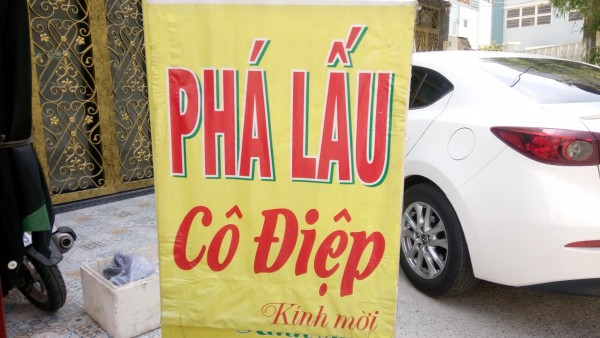 PHÁ LẤU
Cô Điệp
Kính mời